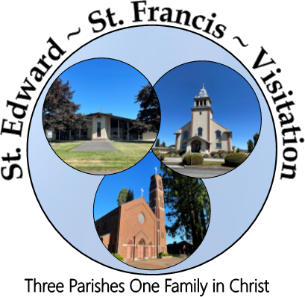 St. Edward ~ St. Francis ~ Visitation
Three Parishes One Family in Christ